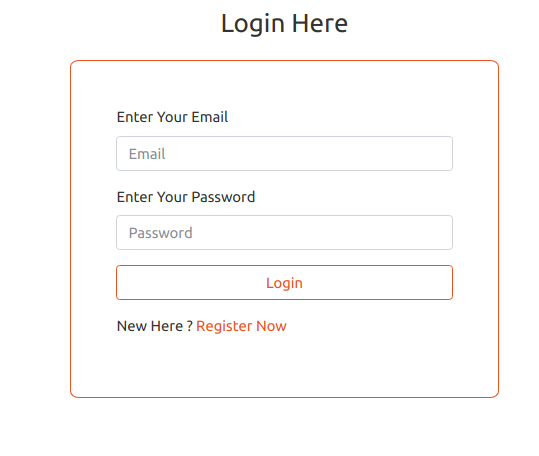 Login Here
Enter Your Email
Email
Enter Your Password
Password
Login
New Here ? Register Now